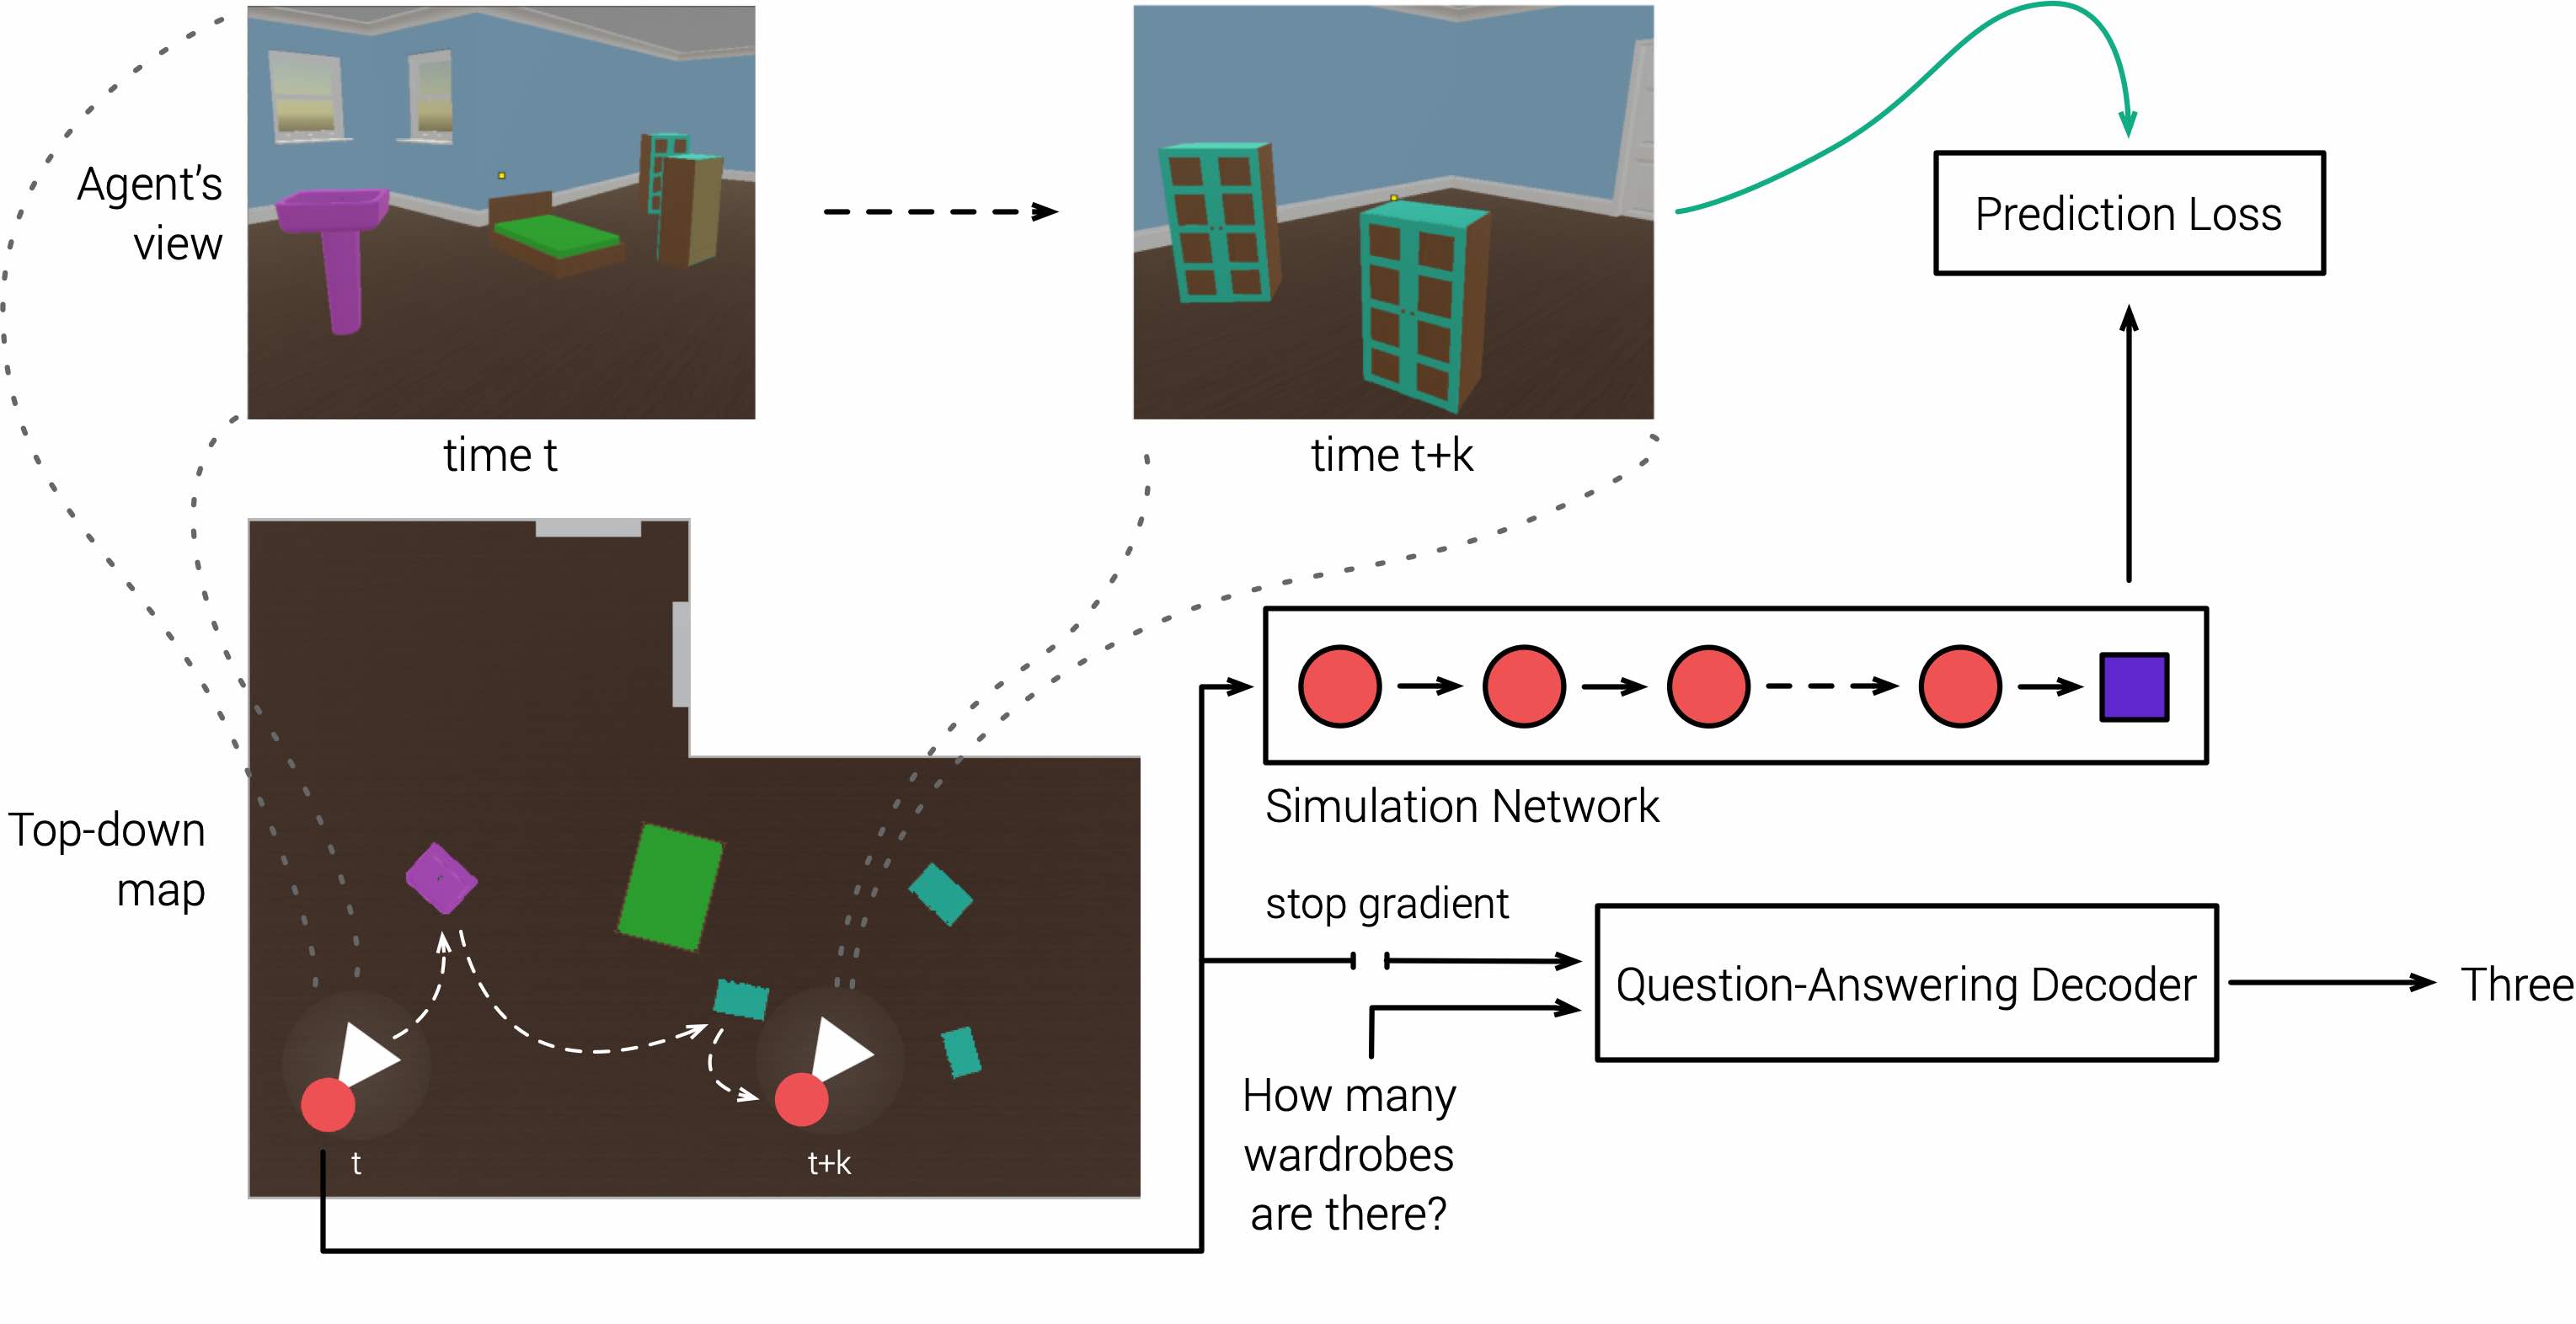 Agent's
view
time t
time t+k
Prediction Loss
Top-down
map
t
t+k
Simulation Network
stop gradient
Question-Answering Decoder
Three
How many
wardrobes
are there?